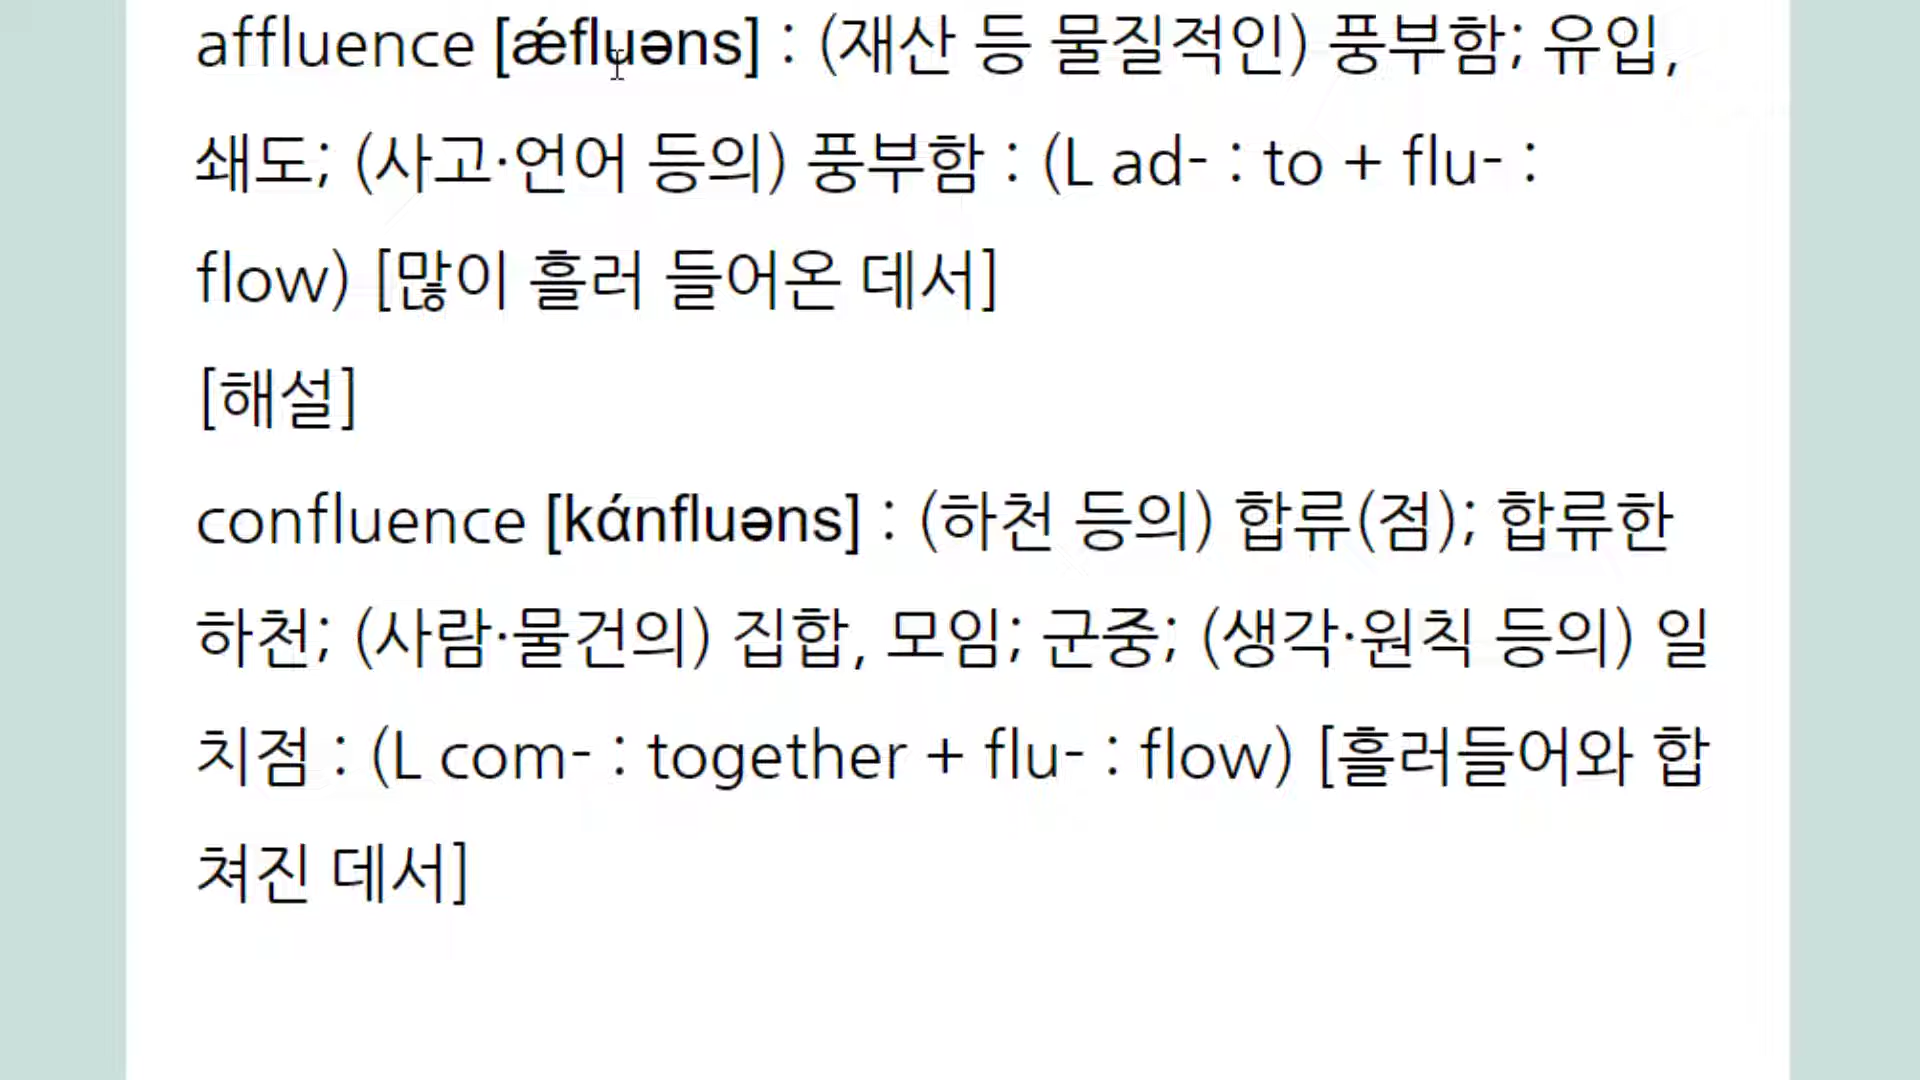 affluence [ǽfluəns] : (재산 등 물질적인) 풍부함; 유입,
쇄도; (사고·언어 등의) 풍부함 : (L ad- : to + flu- :
flow) [많이 흘러 들어온 데서]
[해설]
confluence [kάnfluəns] : (하천 등의) 합류(점); 합류한
하천; (사람·물건의) 집합, 모임; 군중; (생각·원칙 등의) 일
치점 : (L com- : together + flu- : flow) [흘러들어와 합
쳐진 데서]